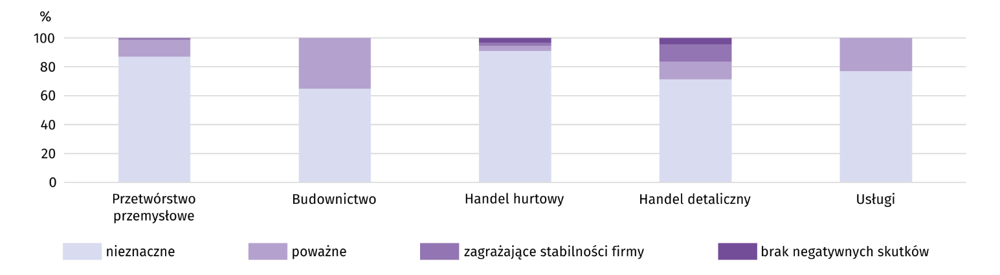 %
100
80
60
40
20
0
Przetwórstwo
przemysłowe
Budownictwo
Handel hurtowy
Handel detaliczny
Usługi
nieznaczne
poważne
zagrażające stabilności firmy
brak negatywnych skutków